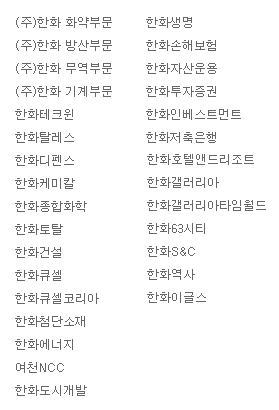 (주)한화 화약부문
(주)한화 방산부문
(주)한화 무역부문
(주)한화 기계부문
한화테크윈
한화탈레스
한화디펜스
한화케미칼
한화종합화학
한화토탈
한화건설
한화큐셀
한화큐셀코리아
한화첨단소재
한화에너지
여천NCC
한화도시개발
한화생명
한화손해보험
한화자산운용
한화투자증권
한화인베스트먼트
한화저축은행
한화호텔앤드리조트
한화갤러리아
한화갤러리아타임월드
한화63시티
한화S&C
한화역사
한화이글스